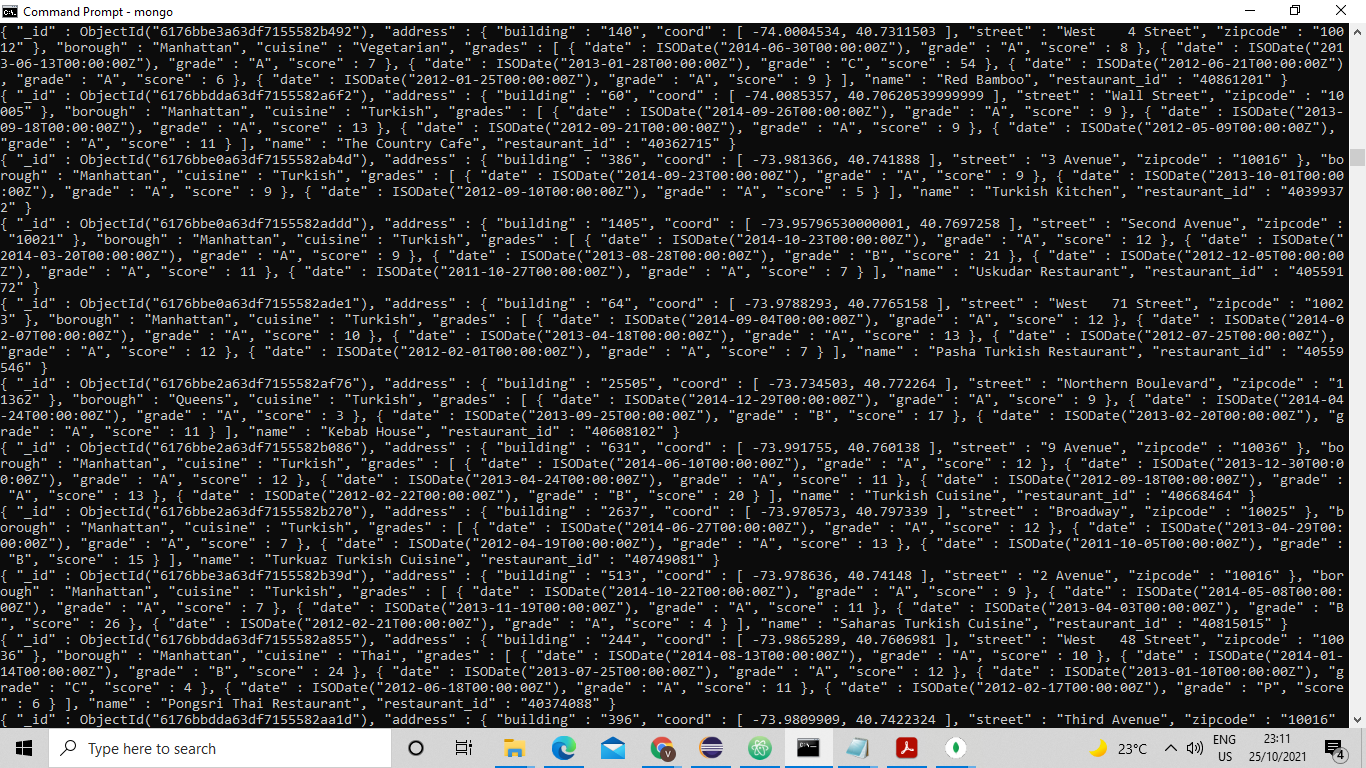 Command Prompt - mongo
{ "_id" : ObjectId("6176bbe3a63df7155582b492"), "address" : { "building" : "140", "coord" : [ -74.0004534, 40.7311503 ], "street" : "West    4 Street", "zipcode" : "100
12" }, "borough" : "Manhattan", "cuisine" : "Vegetarian", "grades" : [ { "date" : ISODate("2014-06-30T00:00:00Z"), "grade" : "A", "score" : 8 }, { "date" : ISODate("201
3-06-13T00:00:00Z"), "grade" : "A", "score" : 7 }, { "date" : ISODate("2013-01-28T00:00:00Z"), "grade" : "C", "score" : 54 }, { "date" : ISODate("2012-06-21T00:00:00Z")
, "grade" : "A", "score" : 6 }, { "date" : ISODate("2012-01-25T00:00:00Z"), "grade" : "A", "score" : 9 } ], "name" : "Red Bamboo", "restaurant_id" : "40861201" }
{ "_id" : ObjectId("6176bbdda63df7155582a6f2"), "address" : { "building" : "60", "coord" : [ -74.0085357, 40.70620539999999 ], "street" : "Wall Street", "zipcode" : "10
005" }, "borough" : "Manhattan", "cuisine" : "Turkish", "grades" : [ { "date" : ISODate("2014-09-26T00:00:00Z"), "grade" : "A", "score" : 9 }, { "date" : ISODate("2013-
09-18T00:00:00Z"), "grade" : "A", "score" : 13 }, { "date" : ISODate("2012-09-21T00:00:00Z"), "grade" : "A", "score" : 9 }, { "date" : ISODate("2012-05-09T00:00:00Z"),
"grade" : "A", "score" : 11 } ], "name" : "The Country Cafe", "restaurant_id" : "40362715" }
{ "_id" : ObjectId("6176bbe0a63df7155582ab4d"), "address" : { "building" : "386", "coord" : [ -73.981366, 40.741888 ], "street" : "3 Avenue", "zipcode" : "10016" }, "bo
rough" : "Manhattan", "cuisine" : "Turkish", "grades" : [ { "date" : ISODate("2014-09-23T00:00:00Z"), "grade" : "A", "score" : 9 }, { "date" : ISODate("2013-10-01T00:00
:00Z"), "grade" : "A", "score" : 9 }, { "date" : ISODate("2012-09-10T00:00:00Z"), "grade" : "A", "score" : 5 } ], "name" : "Turkish Kitchen", "restaurant_id" : "4039937
2" }
{ "_id" : ObjectId("6176bbe0a63df7155582addd"), "address" : { "building" : "1405", "coord" : [ -73.95796530000001, 40.7697258 ], "street" : "Second Avenue", "zipcode" :
 "10021" }, "borough" : "Manhattan", "cuisine" : "Turkish", "grades" : [ { "date" : ISODate("2014-10-23T00:00:00Z"), "grade" : "A", "score" : 12 }, { "date" : ISODate("
2014-03-20T00:00:00Z"), "grade" : "A", "score" : 9 }, { "date" : ISODate("2013-08-28T00:00:00Z"), "grade" : "B", "score" : 21 }, { "date" : ISODate("2012-12-05T00:00:00
Z"), "grade" : "A", "score" : 11 }, { "date" : ISODate("2011-10-27T00:00:00Z"), "grade" : "A", "score" : 7 } ], "name" : "Uskudar Restaurant", "restaurant_id" : "405591
72" }
{ "_id" : ObjectId("6176bbe0a63df7155582ade1"), "address" : { "building" : "64", "coord" : [ -73.9788293, 40.7765158 ], "street" : "West   71 Street", "zipcode" : "1002
3" }, "borough" : "Manhattan", "cuisine" : "Turkish", "grades" : [ { "date" : ISODate("2014-09-04T00:00:00Z"), "grade" : "A", "score" : 12 }, { "date" : ISODate("2014-0
2-07T00:00:00Z"), "grade" : "A", "score" : 10 }, { "date" : ISODate("2013-04-18T00:00:00Z"), "grade" : "A", "score" : 13 }, { "date" : ISODate("2012-07-25T00:00:00Z"),
"grade" : "A", "score" : 12 }, { "date" : ISODate("2012-02-01T00:00:00Z"), "grade" : "A", "score" : 7 } ], "name" : "Pasha Turkish Restaurant", "restaurant_id" : "40559
546" }
{ "_id" : ObjectId("6176bbe2a63df7155582af76"), "address" : { "building" : "25505", "coord" : [ -73.734503, 40.772264 ], "street" : "Northern Boulevard", "zipcode" : "1
1362" }, "borough" : "Queens", "cuisine" : "Turkish", "grades" : [ { "date" : ISODate("2014-12-29T00:00:00Z"), "grade" : "A", "score" : 9 }, { "date" : ISODate("2014-04
-24T00:00:00Z"), "grade" : "A", "score" : 3 }, { "date" : ISODate("2013-09-25T00:00:00Z"), "grade" : "B", "score" : 17 }, { "date" : ISODate("2013-02-20T00:00:00Z"), "g
rade" : "A", "score" : 11 } ], "name" : "Kebab House", "restaurant_id" : "40608102" }
{ "_id" : ObjectId("6176bbe2a63df7155582b086"), "address" : { "building" : "631", "coord" : [ -73.991755, 40.760138 ], "street" : "9 Avenue", "zipcode" : "10036" }, "bo
rough" : "Manhattan", "cuisine" : "Turkish", "grades" : [ { "date" : ISODate("2014-06-10T00:00:00Z"), "grade" : "A", "score" : 12 }, { "date" : ISODate("2013-12-30T00:0
0:00Z"), "grade" : "A", "score" : 12 }, { "date" : ISODate("2013-04-24T00:00:00Z"), "grade" : "A", "score" : 11 }, { "date" : ISODate("2012-09-18T00:00:00Z"), "grade" :
 "A", "score" : 13 }, { "date" : ISODate("2012-02-22T00:00:00Z"), "grade" : "B", "score" : 20 } ], "name" : "Turkish Cuisine", "restaurant_id" : "40668464" }
{ "_id" : ObjectId("6176bbe2a63df7155582b270"), "address" : { "building" : "2637", "coord" : [ -73.970573, 40.797339 ], "street" : "Broadway", "zipcode" : "10025" }, "b
orough" : "Manhattan", "cuisine" : "Turkish", "grades" : [ { "date" : ISODate("2014-06-27T00:00:00Z"), "grade" : "A", "score" : 12 }, { "date" : ISODate("2013-04-29T00:
00:00Z"), "grade" : "A", "score" : 7 }, { "date" : ISODate("2012-04-19T00:00:00Z"), "grade" : "A", "score" : 13 }, { "date" : ISODate("2011-10-05T00:00:00Z"), "grade" :
 "B", "score" : 15 } ], "name" : "Turkuaz Turkish Cuisine", "restaurant_id" : "40749081" }
{ "_id" : ObjectId("6176bbe3a63df7155582b39d"), "address" : { "building" : "513", "coord" : [ -73.978636, 40.74148 ], "street" : "2 Avenue", "zipcode" : "10016" }, "bor
ough" : "Manhattan", "cuisine" : "Turkish", "grades" : [ { "date" : ISODate("2014-10-22T00:00:00Z"), "grade" : "A", "score" : 9 }, { "date" : ISODate("2014-05-08T00:00:
00Z"), "grade" : "A", "score" : 7 }, { "date" : ISODate("2013-11-19T00:00:00Z"), "grade" : "A", "score" : 11 }, { "date" : ISODate("2013-04-03T00:00:00Z"), "grade" : "B
", "score" : 26 }, { "date" : ISODate("2012-02-21T00:00:00Z"), "grade" : "A", "score" : 4 } ], "name" : "Saharas Turkish Cuisine", "restaurant_id" : "40815015" }
{ "_id" : ObjectId("6176bbdda63df7155582a855"), "address" : { "building" : "244", "coord" : [ -73.9865289, 40.7606981 ], "street" : "West   48 Street", "zipcode" : "100
36" }, "borough" : "Manhattan", "cuisine" : "Thai", "grades" : [ { "date" : ISODate("2014-08-13T00:00:00Z"), "grade" : "A", "score" : 10 }, { "date" : ISODate("2014-01-
14T00:00:00Z"), "grade" : "B", "score" : 24 }, { "date" : ISODate("2013-07-25T00:00:00Z"), "grade" : "A", "score" : 12 }, { "date" : ISODate("2013-01-10T00:00:00Z"), "g
rade" : "C", "score" : 4 }, { "date" : ISODate("2012-06-18T00:00:00Z"), "grade" : "A", "score" : 11 }, { "date" : ISODate("2012-02-17T00:00:00Z"), "grade" : "P", "score
" : 6 } ], "name" : "Pongsri Thai Restaurant", "restaurant_id" : "40374088" }
{ "_id" : ObjectId("6176bbdda63df7155582aa1d"), "address" : { "building" : "396", "coord" : [ -73.9809909, 40.7422324 ], "street" : "Third Avenue", "zipcode" : "10016"
Type here to search
V
23°C
ENG
US
23:11
25/10/2021
4